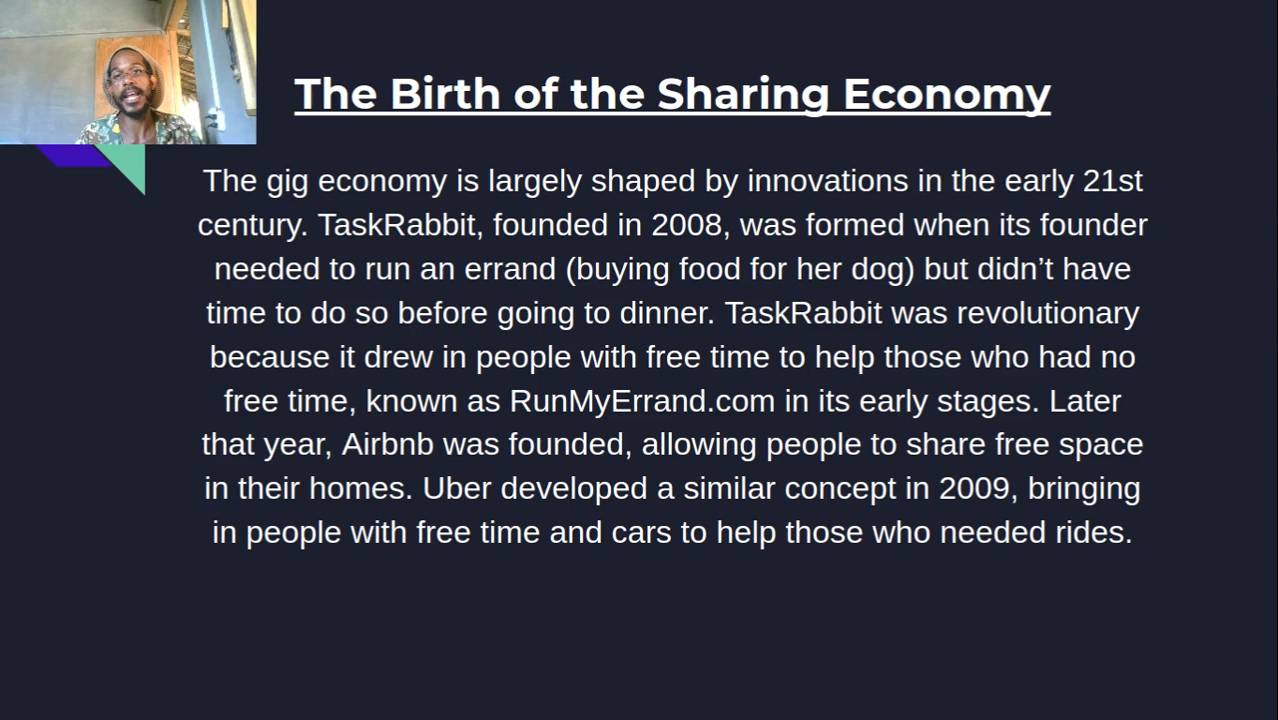 The Birth of the Sharing Economy
The gig economy is largely shaped by innovations in the early 21st
century. TaskRabbit, founded in 2008, was formed when its founder
needed to run an errand (buying food for her dog) but didn’t have
time to do so before going to dinner. TaskRabbit was revolutionary
because it drew in people with free time to help those who had no
free time, known as RunMyErrand.com in its early stages. Later
that year, Airbnb was founded, allowing people to share free space
in their homes. Uber developed a similar concept in 2009, bringing
in people with free time and cars to help those who needed rides.